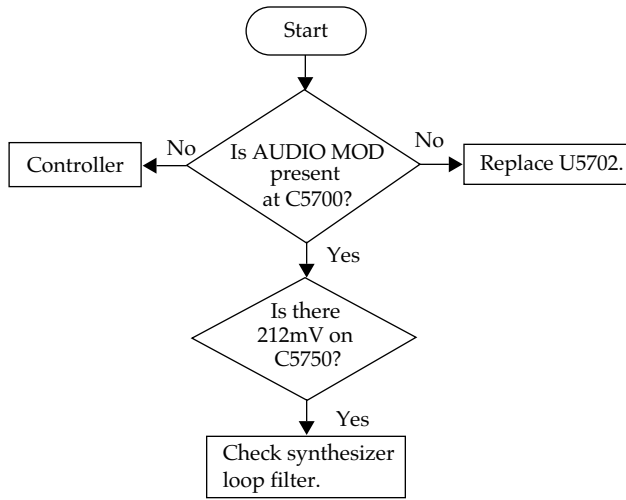 Start
No
No
Is AUDIO MOD
present
at C5700?
Controller
Replace U5702.
Yes
Is there
212mV on
C5750?
Yes
Check synthesizer
loop filter.